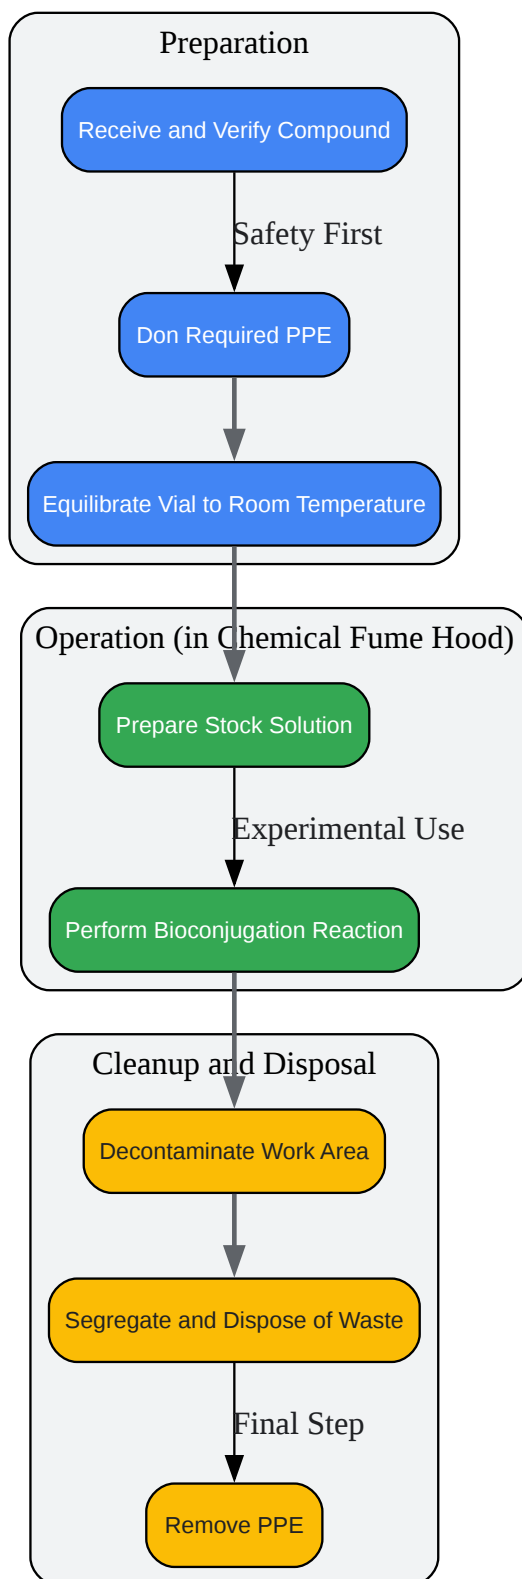 Preparation
Receive and Verify Compound
Safety First
Don Required PPE
Equilibrate Vial to Room Temperature
Operation (in Chemical Fume Hood)
Prepare Stock Solution
Experimental Use
Perform Bioconjugation Reaction
Cleanup and Disposal
Decontaminate Work Area
Segregate and Dispose of Waste
Final Step
Remove PPE